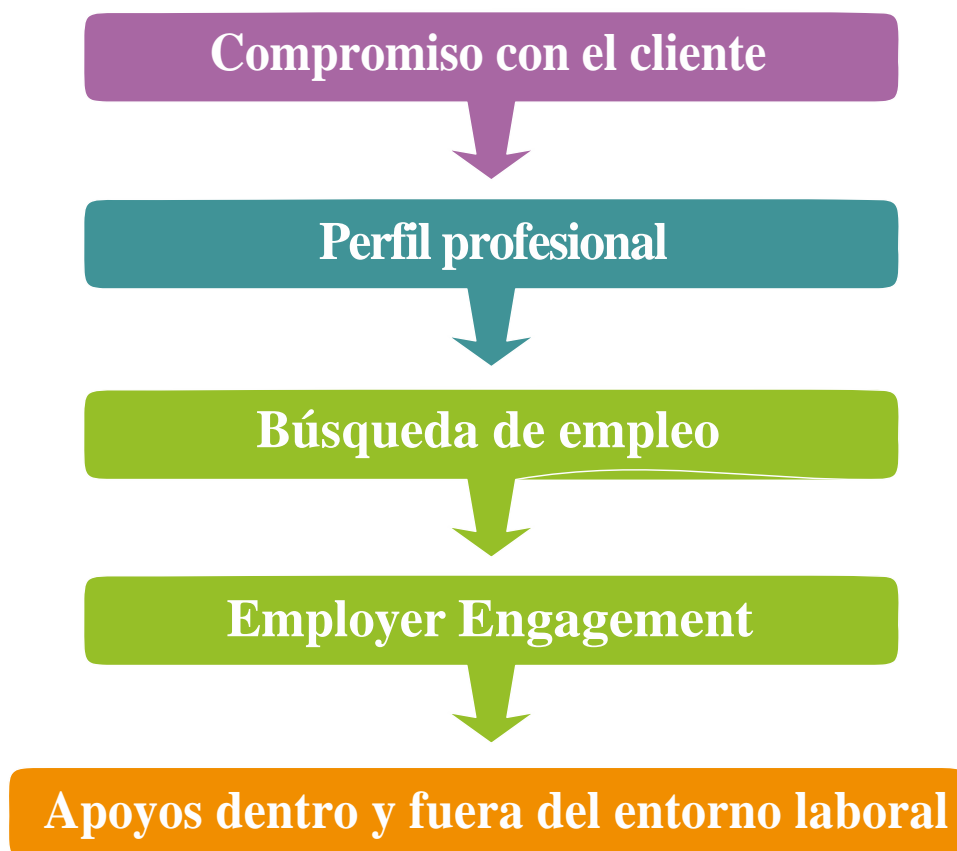 Compromiso con el cliente
Perfil profesional
Búsqueda de empleo
Employer Engagement
Apoyos dentro y fuera del entorno laboral